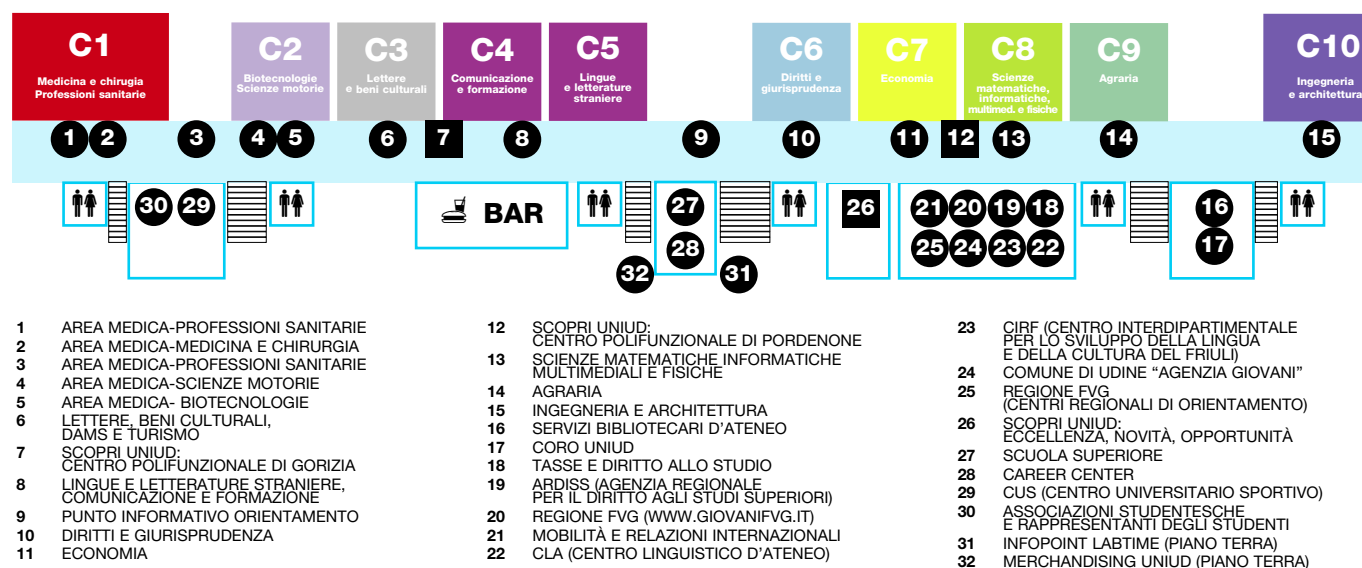 C1
Medicina e chirugia
Professioni sanitarie
C2
Biotecnologie
Scienze motorie
C3
Lettere
e beni culturali
C4
Comunicazione
e formazione
C5
Lingue
e letterature
straniere
C6
Diritti e
giurisprudenza
C7
Economia
C8
Scienze
matematiche,
informatiche,
multimed. e fisiche
C9
Agraria
C10
Ingegneria
e architettura
1 2 3 4 5 6 7 8 9 10 11 12 13 14 15
30 29
BAR
27
28
32
31
26
21 20 19 18
25 24 23 22
16
17
1 AREA MEDICA-PROFESSIONI SANITARIE
2 AREA MEDICA-MEDICINA E CHIRURGIA
3 AREA MEDICA-PROFESSIONI SANITARIE
4 AREA MEDICA-SCIENZE MOTORIE
5 AREA MEDICA- BIOTECNOLOGIE
6 LETTERE, BENI CULTURALI,
DAMS E TURISMO
7 SCOPRI UNIUD:
CENTRO POLIFUNZIONALE DI GORIZIA
8 LINGUE E LETTERATURE STRANIERE,
COMUNICAZIONE E FORMAZIONE
9 PUNTO INFORMATIVO ORIENTAMENTO
10 DIRITTI E GIURISPRUDENZA
11 ECONOMIA
12 SCOPRI UNIUD:
CENTRO POLIFUNZIONALE DI PORDENONE
13 SCIENZE MATEMATICHE INFORMATICHE
MULTIMEDIALI E FISICHE
14 AGRARIA
15 INGEGNERIA E ARCHITETTURA
16 SERVIZI BIBLIOTECARI D'ATENEO
17 CORO UNIUD
18 TASSE E DIRITTO ALLO STUDIO
19 ARDISS (AGENZIA REGIONALE
PER IL DIRITTO AGLI STUDI SUPERIORI)
20 REGIONE FVG (WWW.GIOVANIFVG.IT)
21 MOBILITÀ E RELAZIONI INTERNAZIONALI
22 CLA (CENTRO LINGUISTICO D'ATENEO)
23 CIRF (CENTRO INTERDIPARTIMENTALE
PER LO SVILUPPO DELLA LINGUA
E DELLA CULTURA DEL FRIULI)
24 COMUNE DI UDINE “AGENZIA GIOVANI”
25 REGIONE FVG
(CENTRI REGIONALI DI ORIENTAMENTO)
26 SCOPRI UNIUD:
ECCELLENZA, NOVITÀ, OPPORTUNITÀ
27 SCUOLA SUPERIORE
28 CAREER CENTER
29 CUS (CENTRO UNIVERSITARIO SPORTIVO)
30 ASSOCIAZIONI STUDENTESCHE
E RAPPRESENTANTI DEGLI STUDENTI
31 INFOPOINT LABTIME (PIANO TERRA)
32 MERCHANDISING UNIUD (PIANO TERRA)